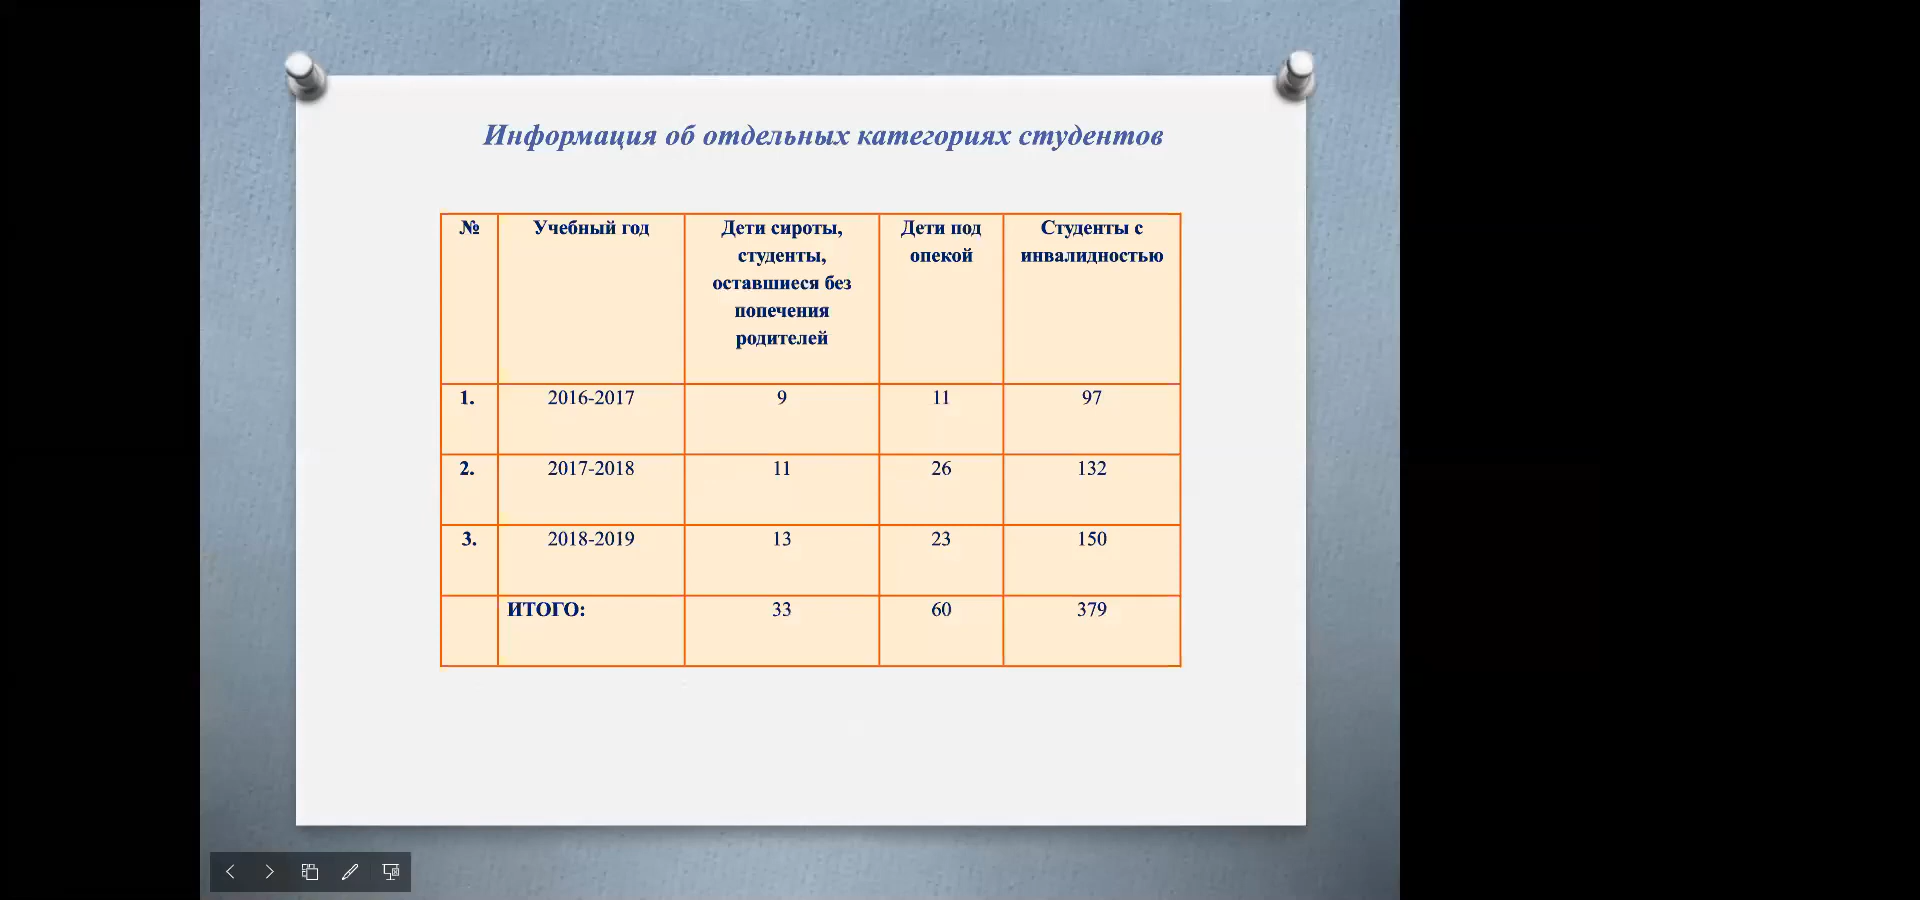 Информация об отдельных категориях студентов
№ Учебный год Дети сироты, Дети под Студенты с
студенты, опекой инвалидностью
оставшиеся без
попечения
родителей
1. 2016-2017 9 11 97
2. 2017-2018 11 26 132
3. 2018-2019 13 23 150
ИТОГО: 33 60 379